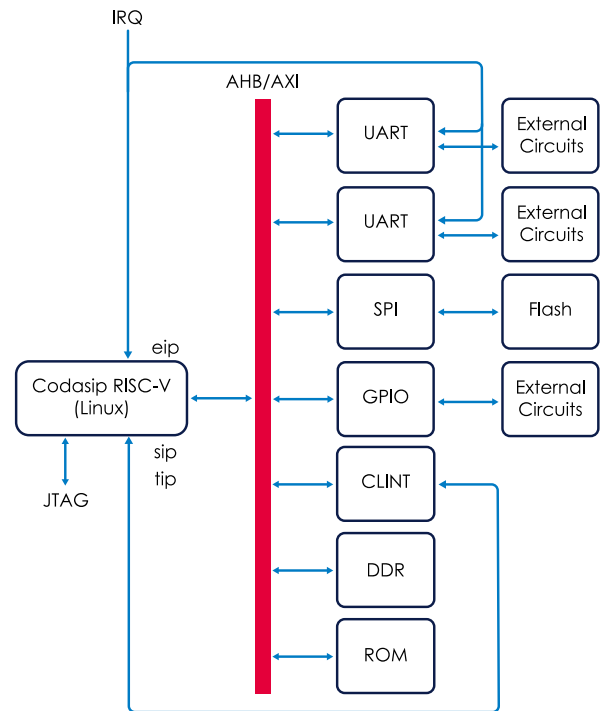 IRQ
AHB/AXI
UART
External
Circuits
UART
External
Circuits
SPI
Flash
eip
Codasip RISC-V
(Linux)
GPIO
External
Circuits
sip
tip
JTAG
CLINT
DDR
ROM